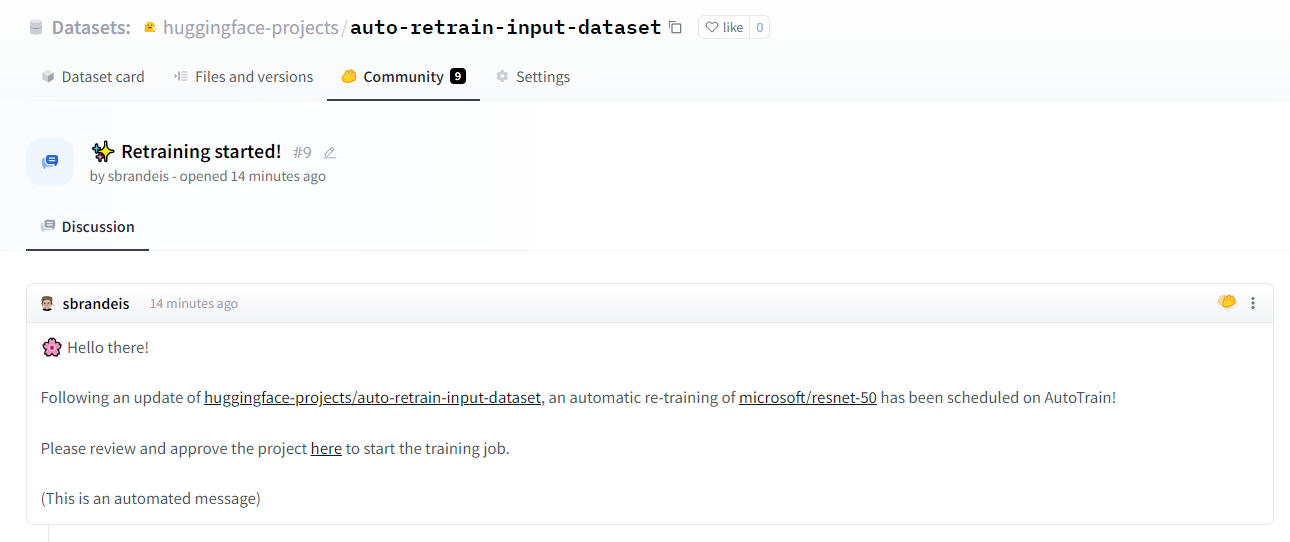 Datasets: huggingface-projects/auto-retrain-input-dataset like 0
Dataset card Files and versions Community 9 Settings
Retraining started! #9
by sbrandeis - opened 14 minutes ago
Discussion
sbrandeis 14 minutes ago
Hello there!
Following an update of huggingface-projects/auto-retrain-input-dataset, an automatic re-training of microsoft/resnet-50 has been scheduled on AutoTrain!
Please review and approve the project here to start the training job.
(This is an automated message)